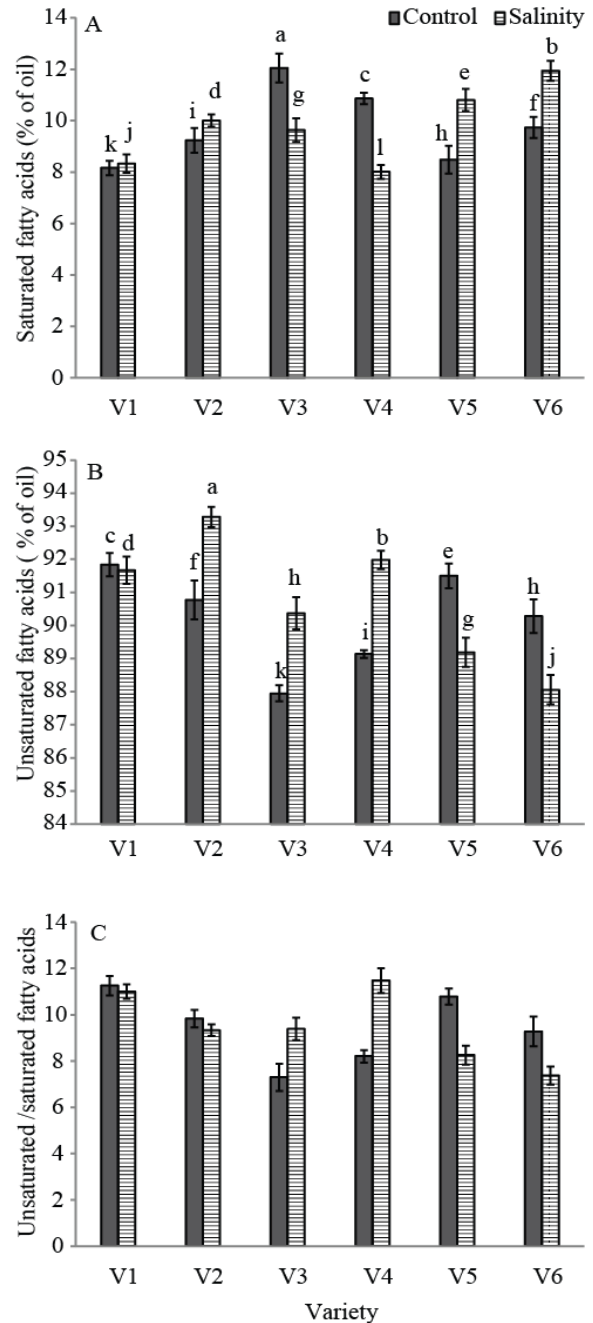 A
Control Salinity
Saturated fatty acids (% of oil)
14
12
10
8
6
4
2
0
k j i d a g c l h e f b
V1 V2 V3 V4 V5 V6
B
Unsaturated fatty acids ( % of oil)
95
94
93
92
91
90
89
88
87
86
85
84
c d f a k h i b e g h j
V1 V2 V3 V4 V5 V6
C
Unsaturated /saturated fatty acids
14
12
10
8
6
4
2
0
V1 V2 V3 V4 V5 V6
Variety